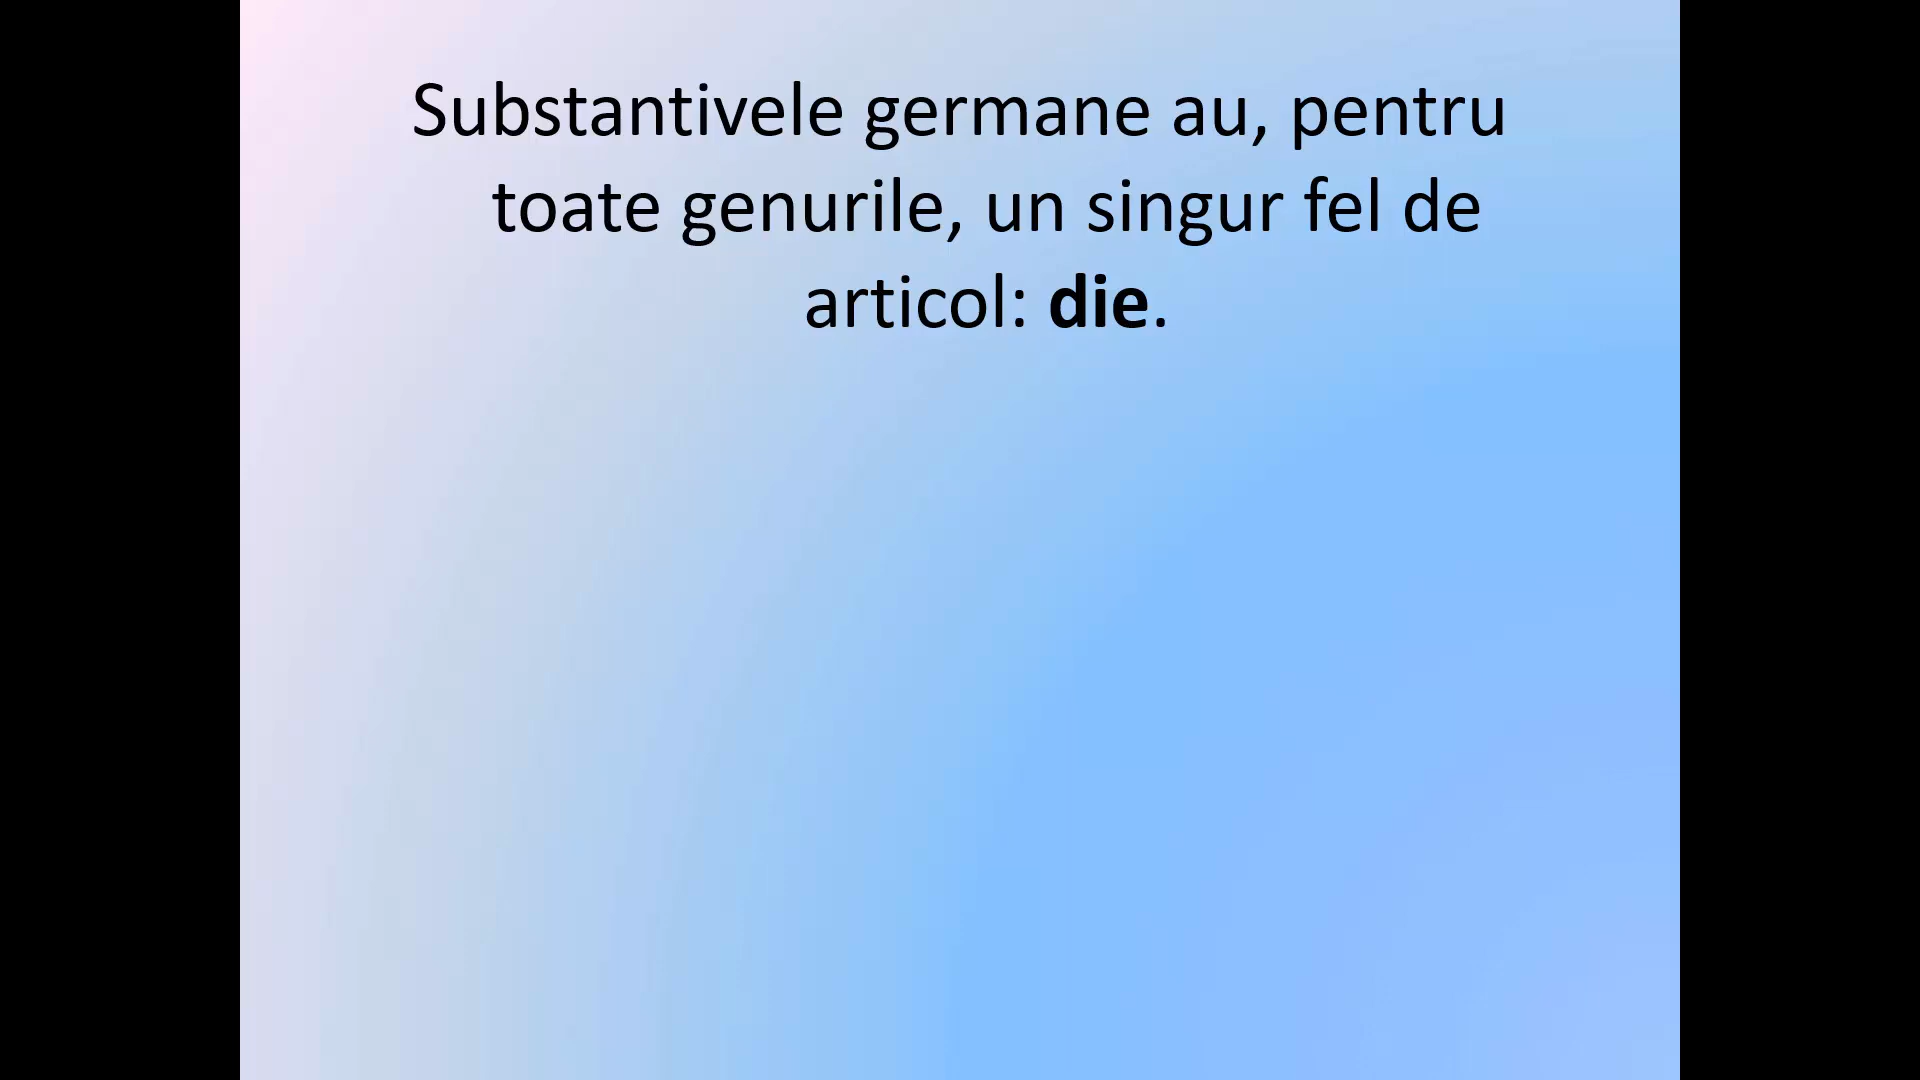 Substantivele germane au, pentru
toate genurile, un singur fel de
articol: die.